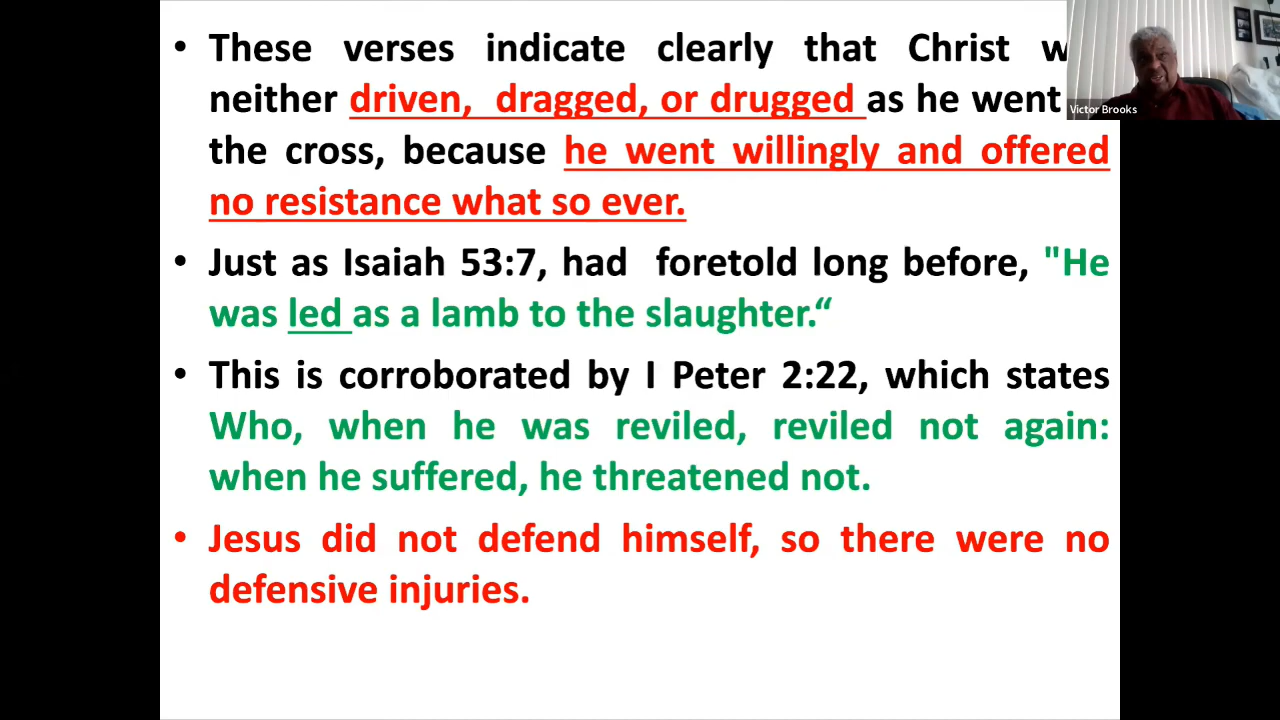 • These verses indicate clearly that Christ w
neither driven, dragged, or drugged as he went
the cross, because he went willingly and offered
no resistance what so ever.
• Just as Isaiah 53:7, had foretold long before, "He
was led as a lamb to the slaughter.“
• This is corroborated by I Peter 2:22, which states
Who, when he was reviled, reviled not again:
when he suffered, he threatened not.
• Jesus did not defend himself, so there were no
defensive injuries.
Victor Brooks